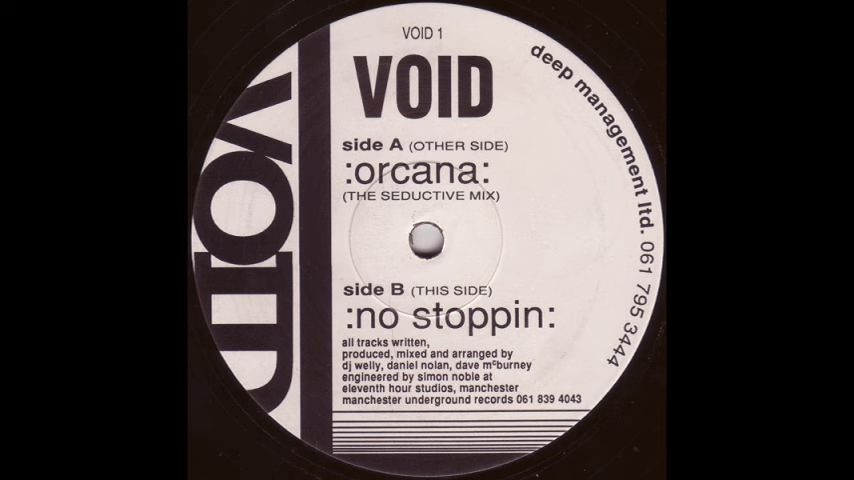 VOID 1
VOID
deep management ltd. 061 795 3444
side A (OTHER SIDE)
:orcana:
(THE SEDUCTIVE MIX)
side B (THIS SIDE)
:no stoppin:
all tracks written,
produced, mixed and arranged by
dj welly, daniel nolan, dave mcburney
engineered by simon noble at
eleventh hour studios, manchester
manchester underground records 061 839 4043
VOID